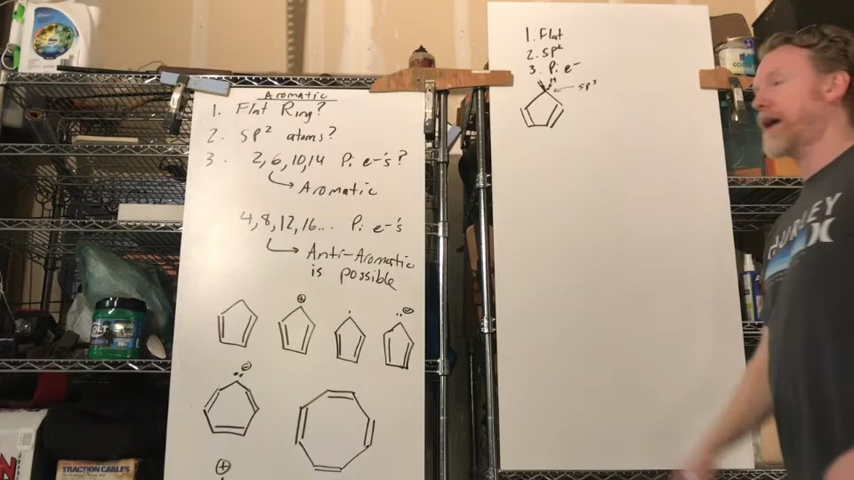 Aromatic
1. Flat Ring?
2. SP² atoms?
3. 2,6,10,14 Pi e⁻'s?
Aromatic
4,8,12,16... Pi e⁻'s
Anti-Aromatic
is possible
⊕
⊖
⊖
⊕
1. Flat
2. SP²
3. Pi e⁻
H H
SP³
HURLEY
COLT
TRACTION CABLES